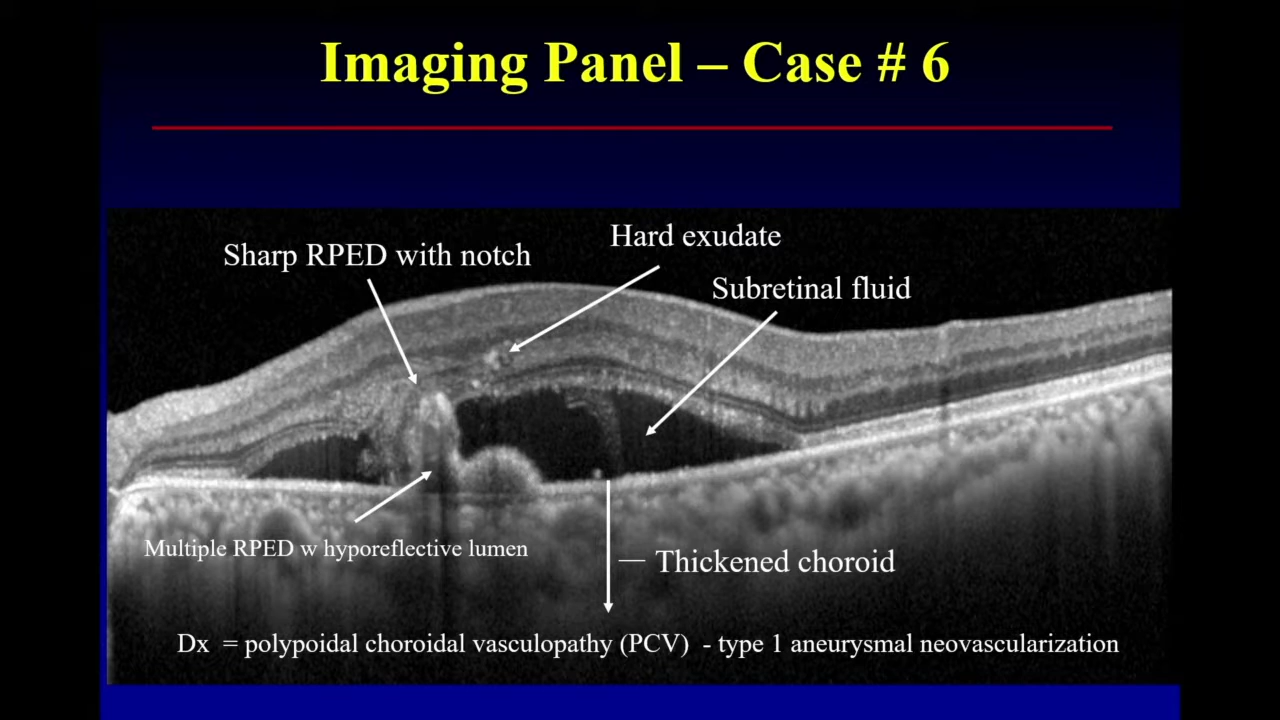 Imaging Panel – Case # 6
Hard exudate
Sharp RPED with notch
Subretinal fluid
Multiple RPED w hyporeflective lumen
— Thickened choroid
Dx = polypoidal choroidal vasculopathy (PCV) - type 1 aneurysmal neovascularization